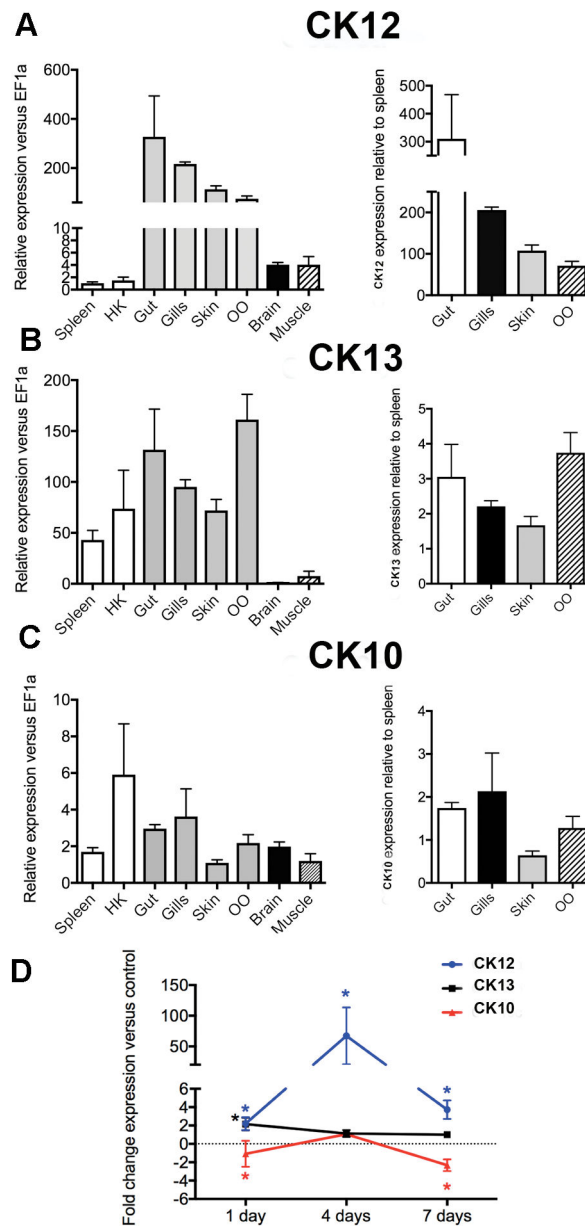 A
CK12
Relative expression versus EF1a
600
400
200
10
8
6
4
2
0
Spleen
HK
Gut
Gills
Skin
OO
Brain
Muscle
CK12 expression relative to spleen
500
400
300
200
100
0
Gut
Gills
Skin
OO
B
CK13
Relative expression versus EF1a
200
150
100
50
0
Spleen
HK
Gut
Gills
Skin
OO
Brain
Muscle
CK13 expression relative to spleen
5
4
3
2
1
0
Gut
Gills
Skin
OO
C
CK10
Relative expression versus EF1a
10
8
6
4
2
0
Spleen
HK
Gut
Gills
Skin
OO
Brain
Muscle
CK10 expression relative to spleen
4
3
2
1
0
Gut
Gills
Skin
OO
D
Fold change expression versus control
150
100
50
6
4
2
0
-2
-4
-6
* * * *
* *
1 day 4 days 7 days
CK12
CK13
CK10